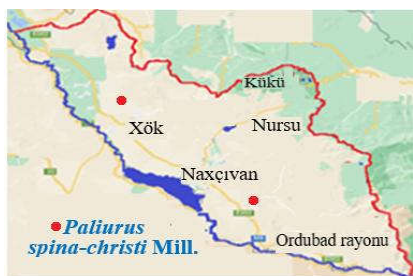 Kükü
Xök
Nursu
Naxçıvan
Paliurus
spina-christi Mill.
Ordubad rayonu